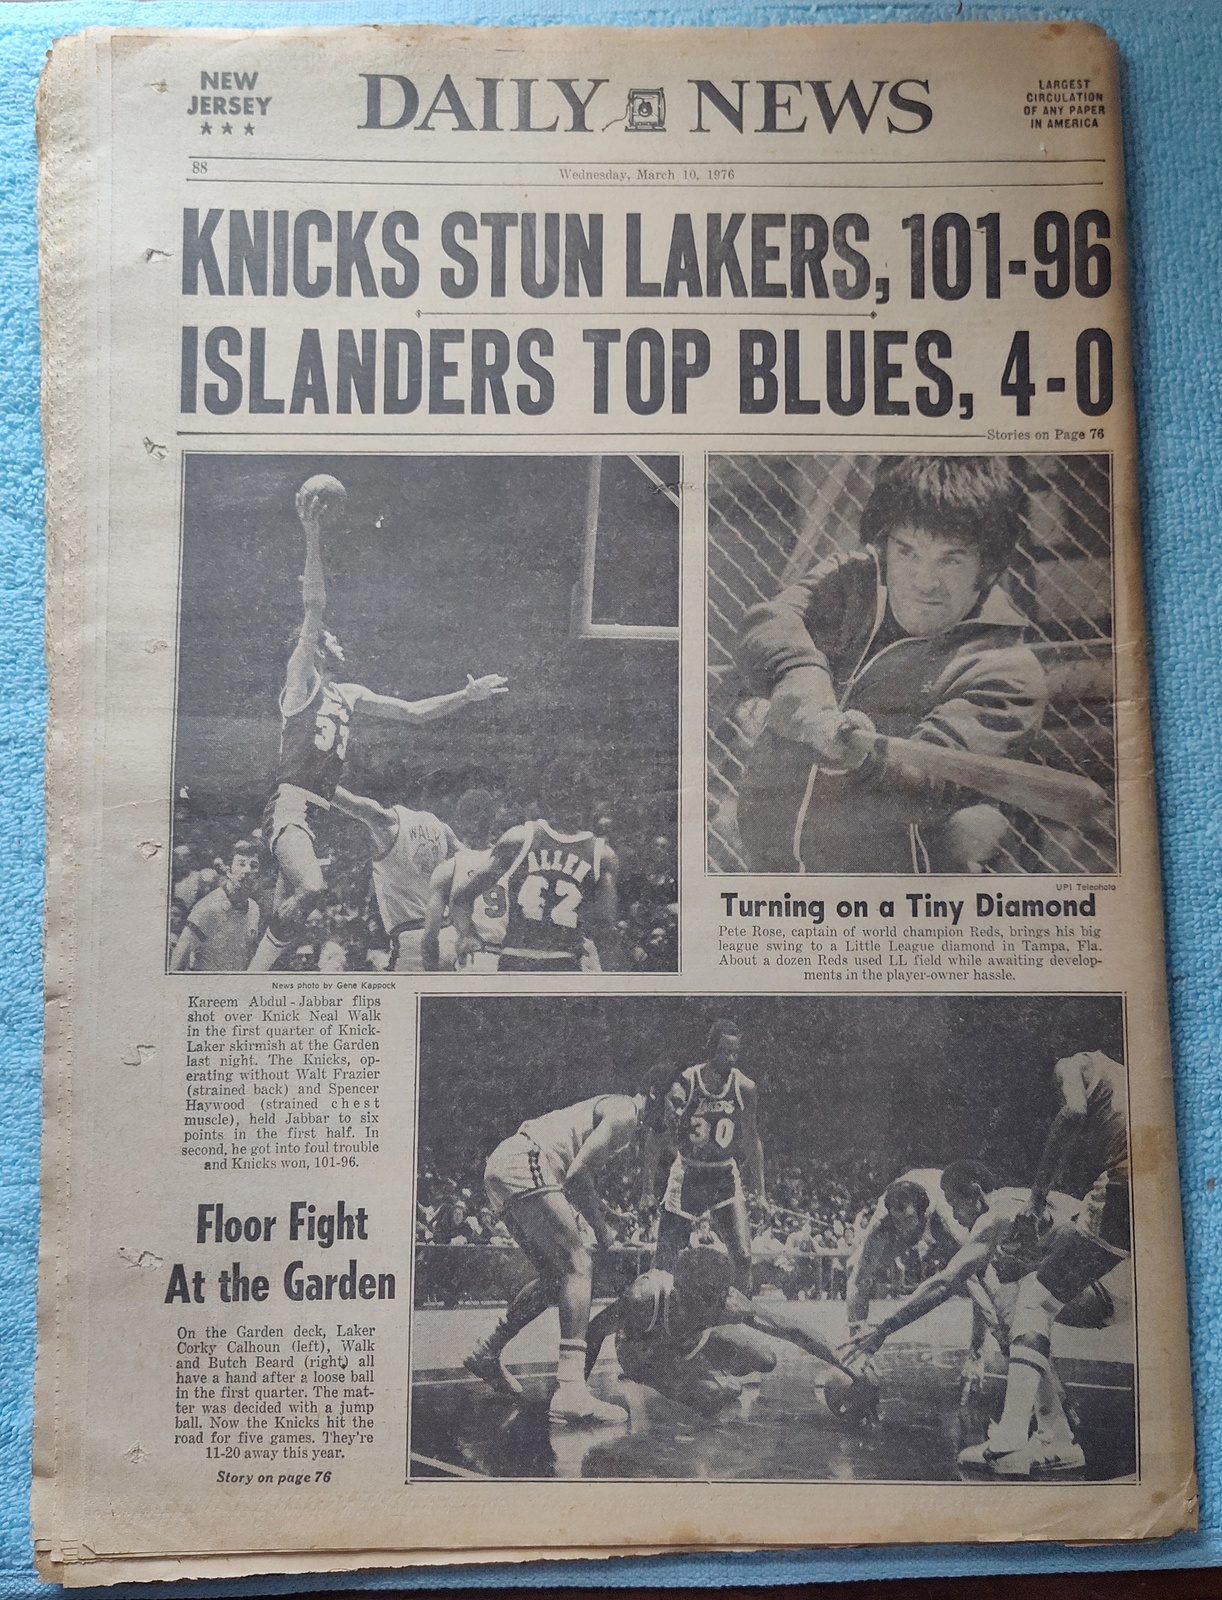 NEW
JERSEY
★ ★ ★
DAILY NEWS
LARGEST
CIRCULATION
OF ANY PAPER
IN AMERICA
88
Wednesday, March 10, 1976
KNICKS STUN LAKERS, 101-96
ISLANDERS TOP BLUES, 4-0
Stories on Page 76
33
WALK
9
ALLEN
42
UPI Telephoto
Turning on a Tiny Diamond
Pete Rose, captain of world champion Reds, brings his big
league swing to a Little League diamond in Tampa, Fla.
About a dozen Reds used LL field while awaiting develop-
ments in the player-owner hassle.
News photo by Gene Kappock
Kareem Abdul-Jabbar flips
shot over Knick Neal Walk
in the first quarter of Knick-
Laker skirmish at the Garden
last night. The Knicks, op-
erating without Walt Frazier
(strained back) and Spencer
Haywood (strained chest
muscle), held Jabbar to six
points in the first half. In
second, he got into foul trouble
and Knicks won, 101-96.
LAKERS
30
Floor Fight
At the Garden
On the Garden deck, Laker
Corky Calhoun (left), Walk
and Butch Beard (right) all
have a hand after a loose ball
in the first quarter. The mat-
ter was decided with a jump
ball. Now the Knicks hit the
road for five games. They're
11-20 away this year.
Story on page 76